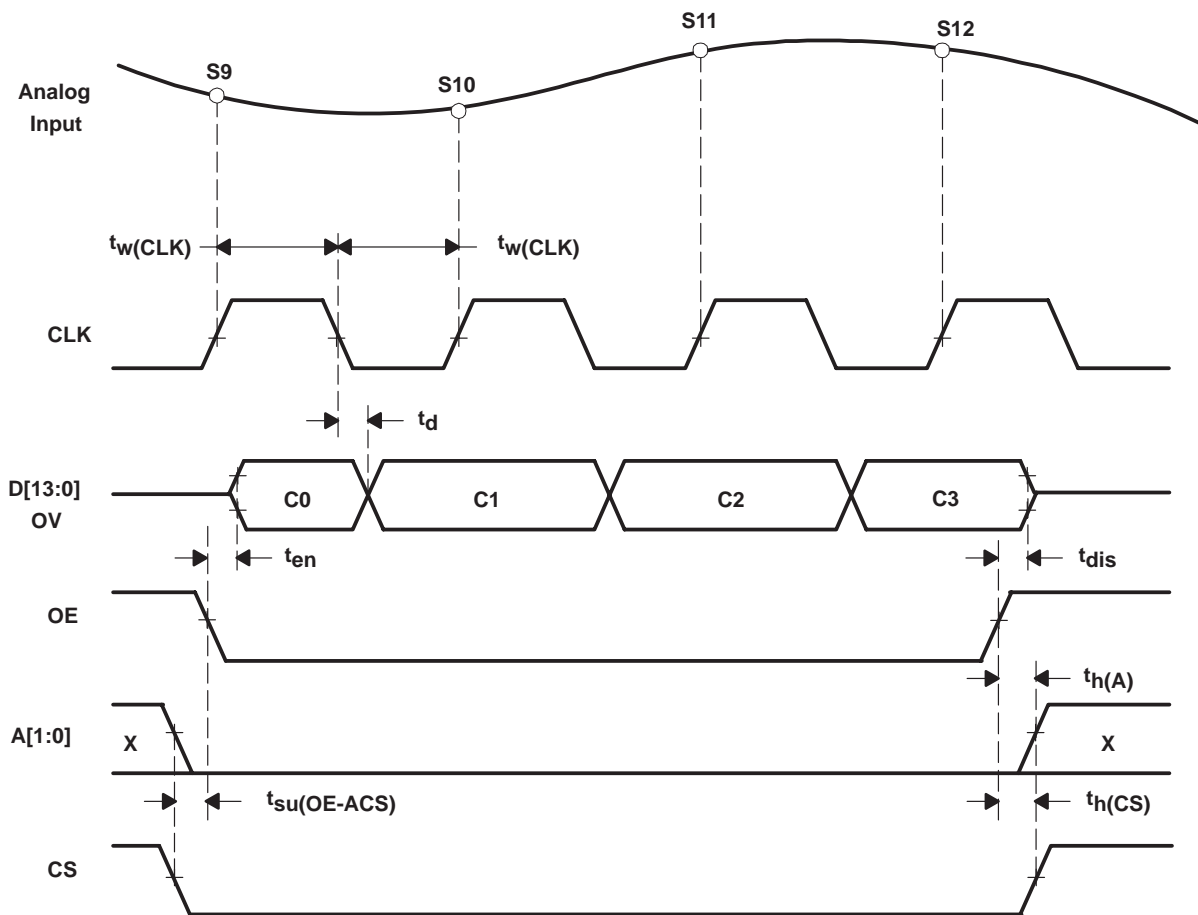 S11
S12
S9
S10
Analog
Input
tw(CLK)
tw(CLK)
CLK
td
D[13:0]
OV
C0
C1
C2
C3
ten
tdis
OE
th(A)
A[1:0]
X
X
tsu(OE-ACS)
th(CS)
CS